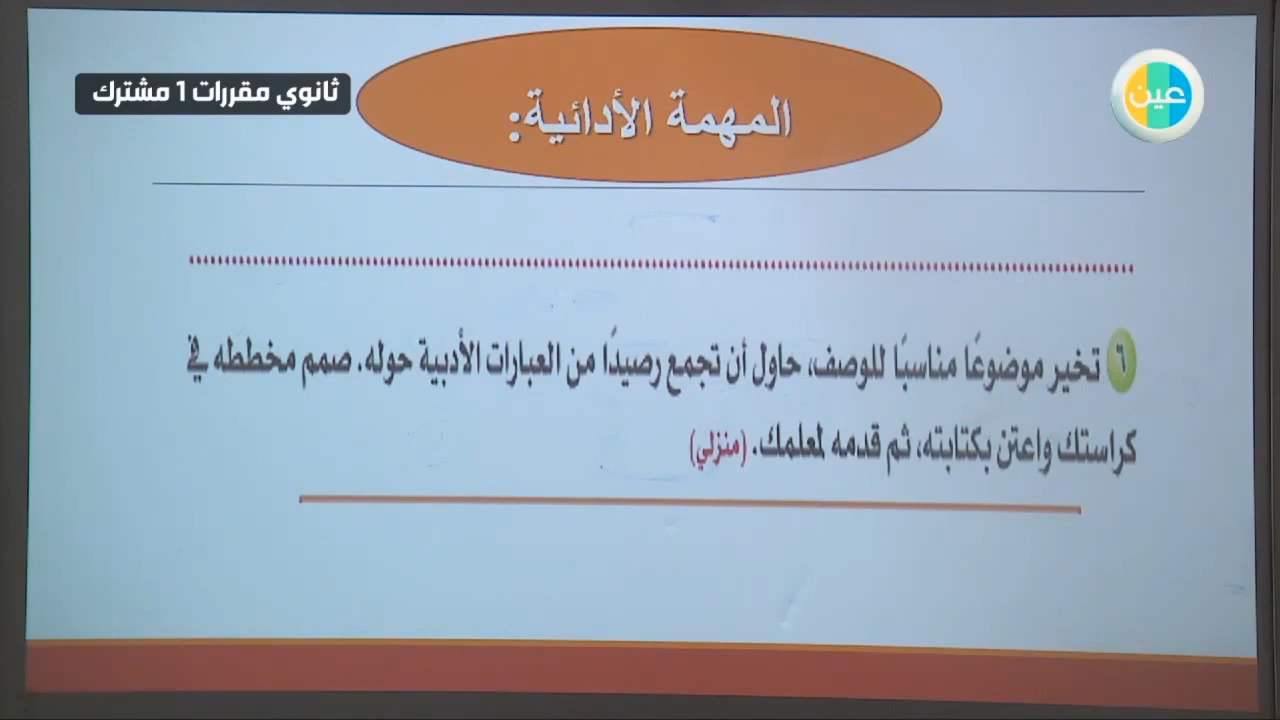 ثانوي مقررات 1 مشترك
عين
المهمة الأدائية:
٦ تخير موضوعًا مناسبًا للوصف، حاول أن تجمع رصيدًا من العبارات الأدبية حوله. صمم مخططه في
كراستك واعتن بكتابته، ثم قدمه لمعلمك. (منزلي)